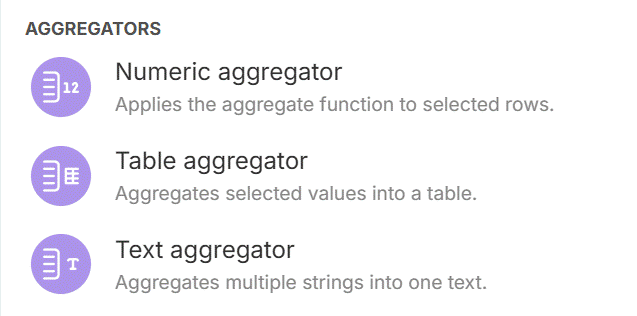 AGGREGATORS
12
Numeric aggregator
Applies the aggregate function to selected rows.
Table aggregator
Aggregates selected values into a table.
T
Text aggregator
Aggregates multiple strings into one text.